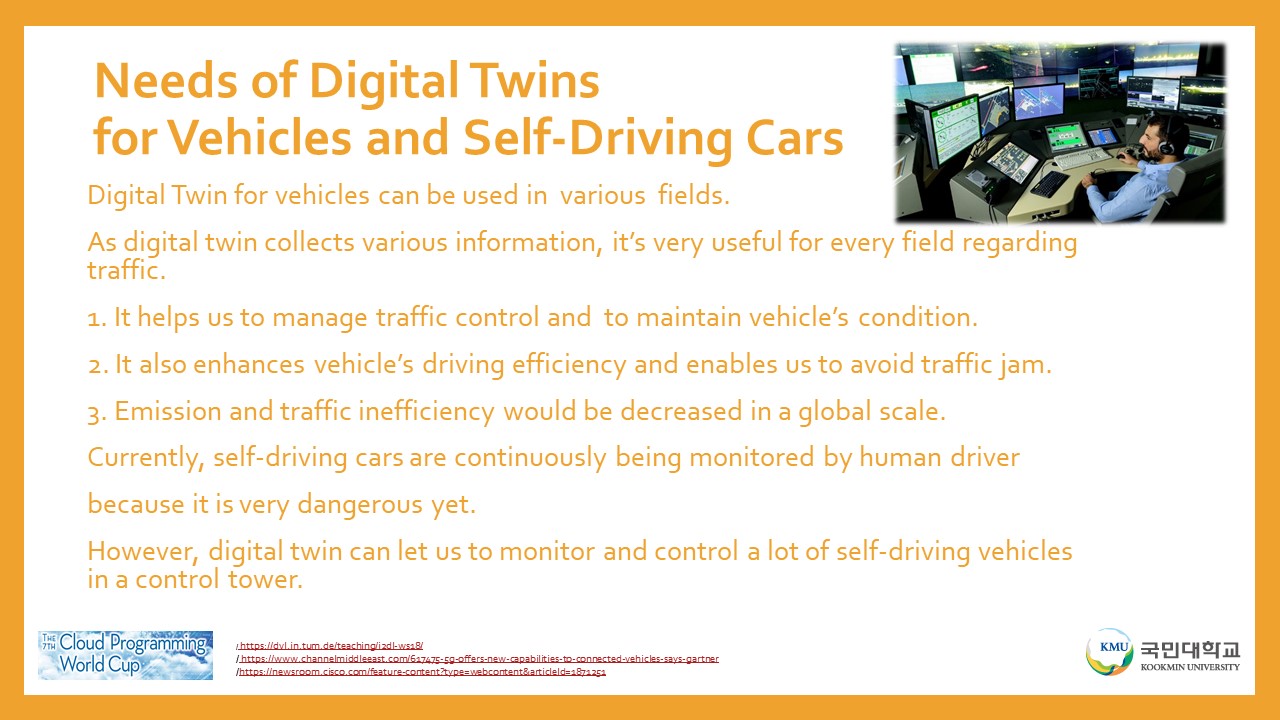 Needs of Digital Twins
for Vehicles and Self-Driving Cars
Digital Twin for vehicles can be used in various fields.
As digital twin collects various information, it’s very useful for every field regarding
traffic.
1. It helps us to manage traffic control and to maintain vehicle’s condition.
2. It also enhances vehicle’s driving efficiency and enables us to avoid traffic jam.
3. Emission and traffic inefficiency would be decreased in a global scale.
Currently, self-driving cars are continuously being monitored by human driver
because it is very dangerous yet.
However, digital twin can let us to monitor and control a lot of self-driving vehicles
in a control tower.
THE 7TH Cloud Programming
World Cup
/ https://dvl.in.tum.de/teaching/i2dl-ws18/
/ https://www.channelmiddleeast.com/617475-5g-offers-new-capabilities-to-connected-vehicles-says-gartner
/https://newsroom.cisco.com/feature-content?type=webcontent&articleId=1871251
KMU 국민대학교
KOOKMIN UNIVERSITY